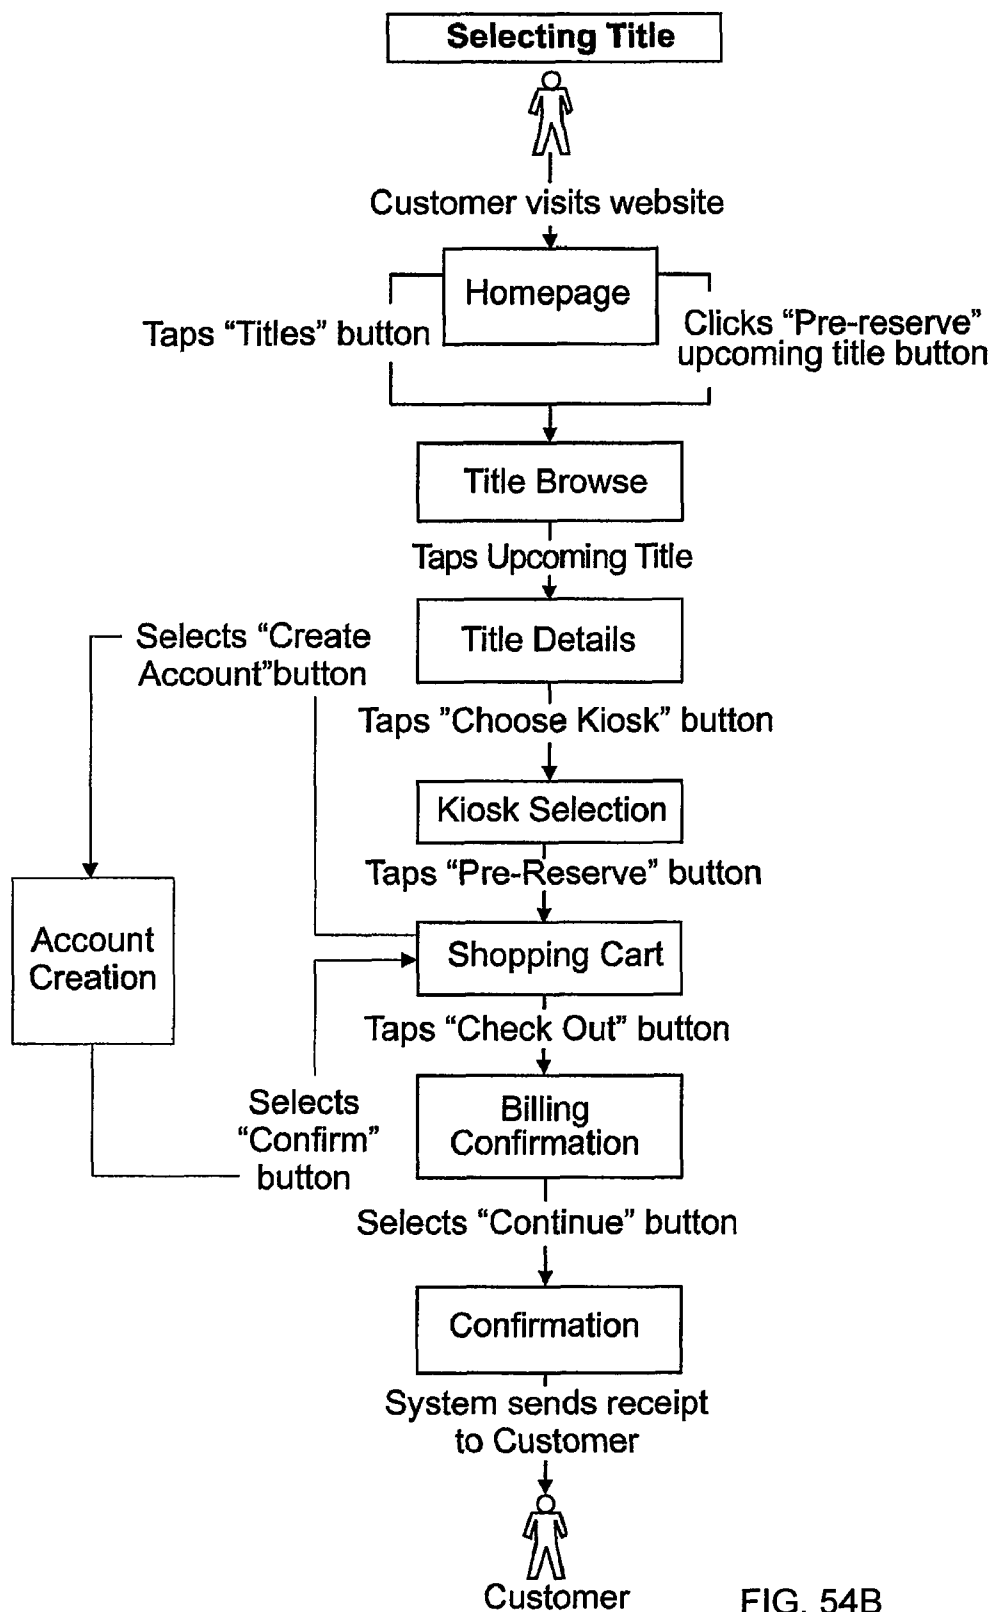 Selecting Title
Customer visits website
Homepage
Taps “Titles” button
Clicks “Pre-reserve”
upcoming title button
Title Browse
Taps Upcoming Title
Title Details
Selects “Create
Account”button
Taps ”Choose Kiosk” button
Kiosk Selection
Taps “Pre-Reserve” button
Account
Creation
Shopping Cart
Taps “Check Out” button
Selects
“Confirm”
button
Billing
Confirmation
Selects “Continue” button
Confirmation
System sends receipt
to Customer
Customer
FIG. 54B